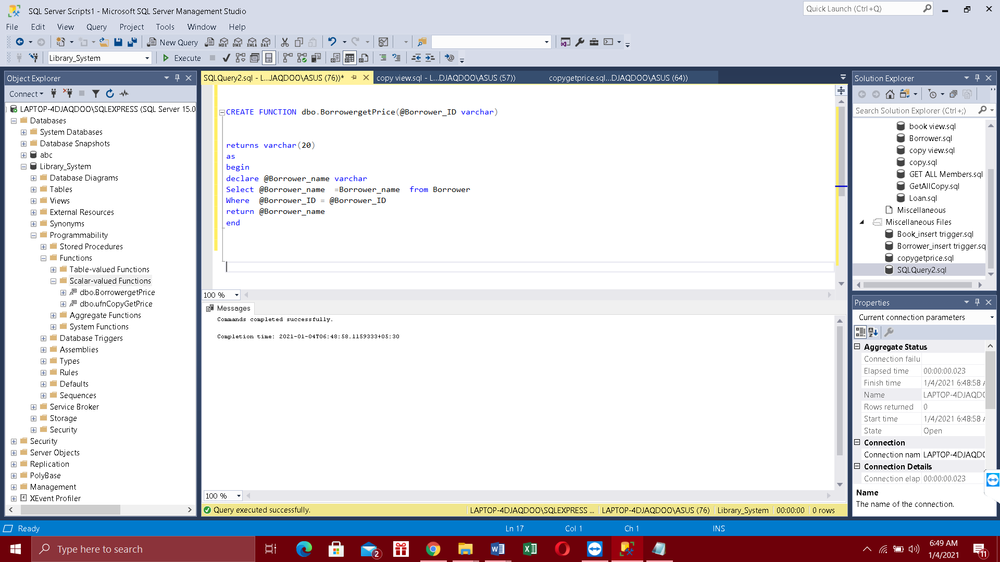 SQL Server Scripts1 - Microsoft SQL Server Management Studio
Quick Launch (Ctrl+Q)
File Edit View Query Project Tools Window Help
New Query MDX DMX XMLA DAX
Library_System Execute
Object Explorer
Connect
LAPTOP-4DJAQDOO\SQLEXPRESS (SQL Server 15.0
Databases
System Databases
Database Snapshots
abc
Library_System
Database Diagrams
Tables
Views
External Resources
Synonyms
Programmability
Stored Procedures
Functions
Table-valued Functions
Scalar-valued Functions
dbo.BorrowergetPrice
dbo.ufnCopyGetPrice
Aggregate Functions
System Functions
Database Triggers
Assemblies
Types
Rules
Defaults
Sequences
Service Broker
Storage
Security
Security
Server Objects
Replication
PolyBase
Management
XEvent Profiler
SQLQuery2.sql - L...JAQDOO\ASUS (76))* copy view.sql - L...DJAQDOO\ASUS (57)) copygetprice.sql...DJAQDOO\ASUS (64))
CREATE FUNCTION dbo.BorrowergetPrice(@Borrower_ID varchar)
returns varchar(20)
as
begin
declare @Borrower_name varchar
Select @Borrower_name =Borrower_name from Borrower
Where @Borrower_ID = @Borrower_ID
return @Borrower_name
end
100 %
Messages
Commands completed successfully.
Completion time: 2021-01-04T06:48:58.1159333+05:30
100 %
Query executed successfully. LAPTOP-4DJAQDOO\SQLEXPRESS ... LAPTOP-4DJAQDOO\ASUS (76) Library_System 00:00:00 0 rows
Solution Explorer
Search Solution Explorer (Ctrl+;)
book view.sql
Borrower.sql
copy view.sql
copy.sql
GET ALL Members.sql
GetAllCopy.sql
Loan.sql
Miscellaneous
Miscellaneous Files
Book_insert trigger.sql
Borrower_insert trigger.sq
copygetprice.sql
SQLQuery2.sql
Properties
Current connection parameters
Aggregate Status
Connection failu
Elapsed time 00:00:00.023
Finish time 1/4/2021 6:48:58 A
Name LAPTOP-4DJAQDO
Rows returned 0
Start time 1/4/2021 6:48:58 A
State Open
Connection
Connection nam LAPTOP-4DJAQDO
Connection Details
Connection elap 00:00:00.023
Name
The name of the connection.
Ready Ln 17 Col 1 Ch 1 INS
Type here to search
2
6:49 AM
1/4/2021
11